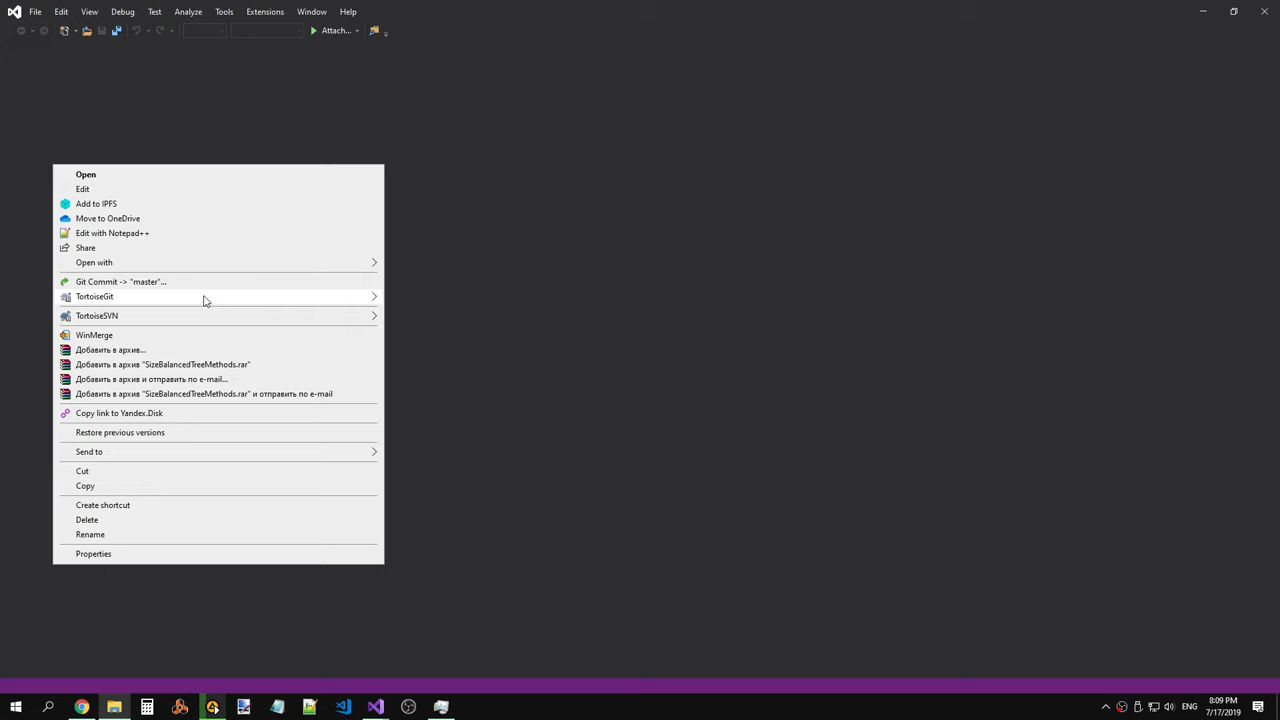 File Edit View Debug Test Analyze Tools Extensions Window Help
Attach...
Open
Edit
Add to IPFS
Move to OneDrive
Edit with Notepad++
Share
Open with
Git Commit -> "master"...
TortoiseGit
TortoiseSVN
WinMerge
Добавить в архив...
Добавить в архив "SizeBalancedTreeMethods.rar"
Добавить в архив и отправить по e-mail...
Добавить в архив "SizeBalancedTreeMethods.rar" и отправить по e-mail
Copy link to Yandex.Disk
Restore previous versions
Send to
Cut
Copy
Create shortcut
Delete
Rename
Properties
ENG
8:09 PM
7/17/2019